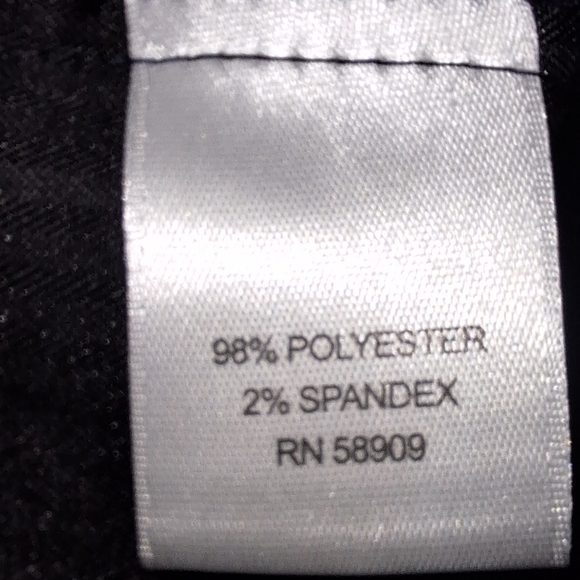 98% POLYESTER
2% SPANDEX
RN 58909